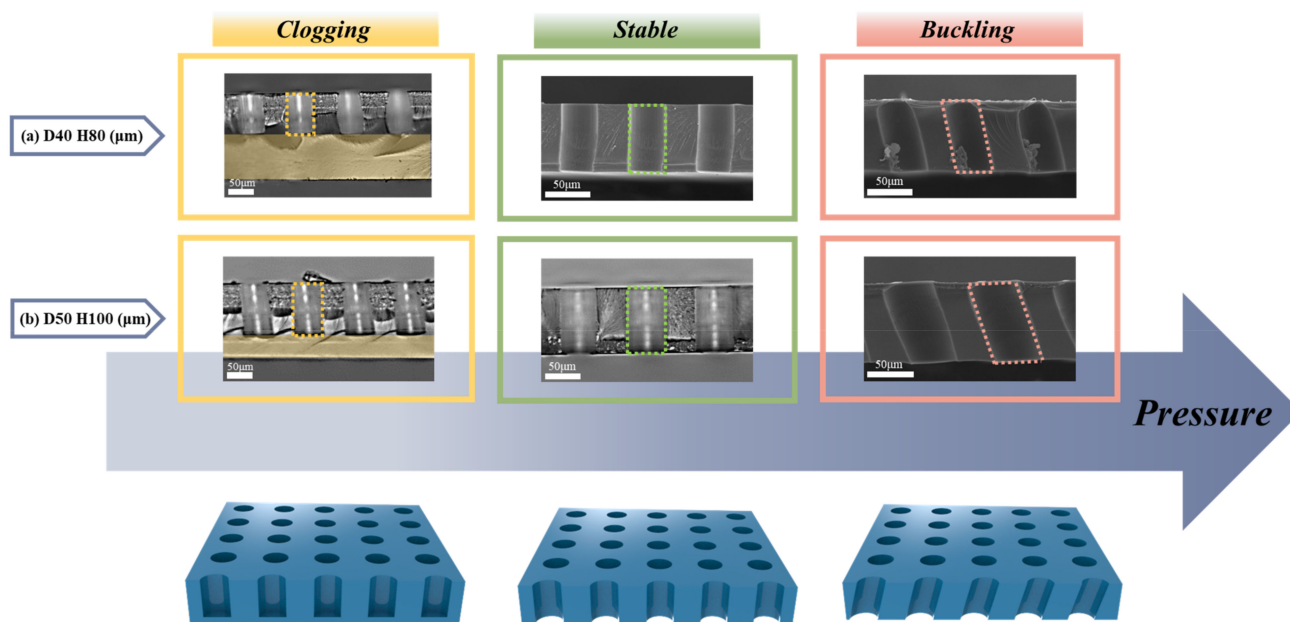 Clogging
Stable
Buckling
(a) D40 H80 (μm)
50μm
50μm
50μm
(b) D50 H100 (μm)
50μm
50μm
50μm
Pressure